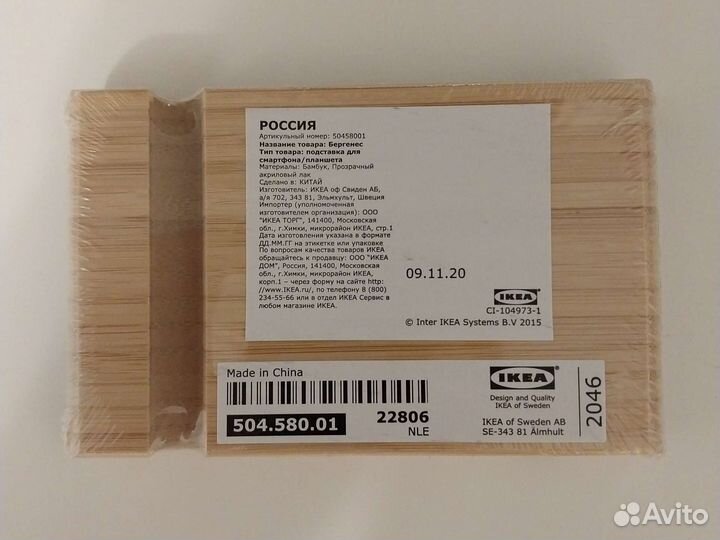 РОССИЯ
Артикульный номер: 50458001
Название товара: Бергенес
Тип товара: подставка для
смартфона/планшета
Материалы: Бамбук, Прозрачный
акриловый лак
Сделано в: КИТАЙ
Изготовитель: ИКЕА оф Свиден АБ,
а/я 702, 343 81, Эльмхульт, Швеция
Импортер (уполномоченная
изготовителем организация): ООО
"ИКЕА ТОРГ", 141400, Московская
обл., г.Химки, микрорайон ИКЕА, стр.1
Дата изготовления указана в формате
ДД.ММ.ГГ на этикетке или упаковке
По вопросам качества товаров ИКЕА
обращайтесь к продавцу: ООО "ИКЕА
ДОМ", Россия, 141400, Московская
обл., г.Химки, микрорайон ИКЕА,
корп.1 – через форму на сайте http:
//www.IKEA.ru/, по телефону 8 (800)
234-55-66 или в отдел ИКЕА Сервис в
любом магазине ИКЕА.
09.11.20
IKEA
CI-104973-1
© Inter IKEA Systems B.V 2015
Made in China
504.580.01
22806
NLE
IKEA
Design and Quality
IKEA of Sweden
IKEA of Sweden AB
SE-343 81 Älmhult
2046
Avito